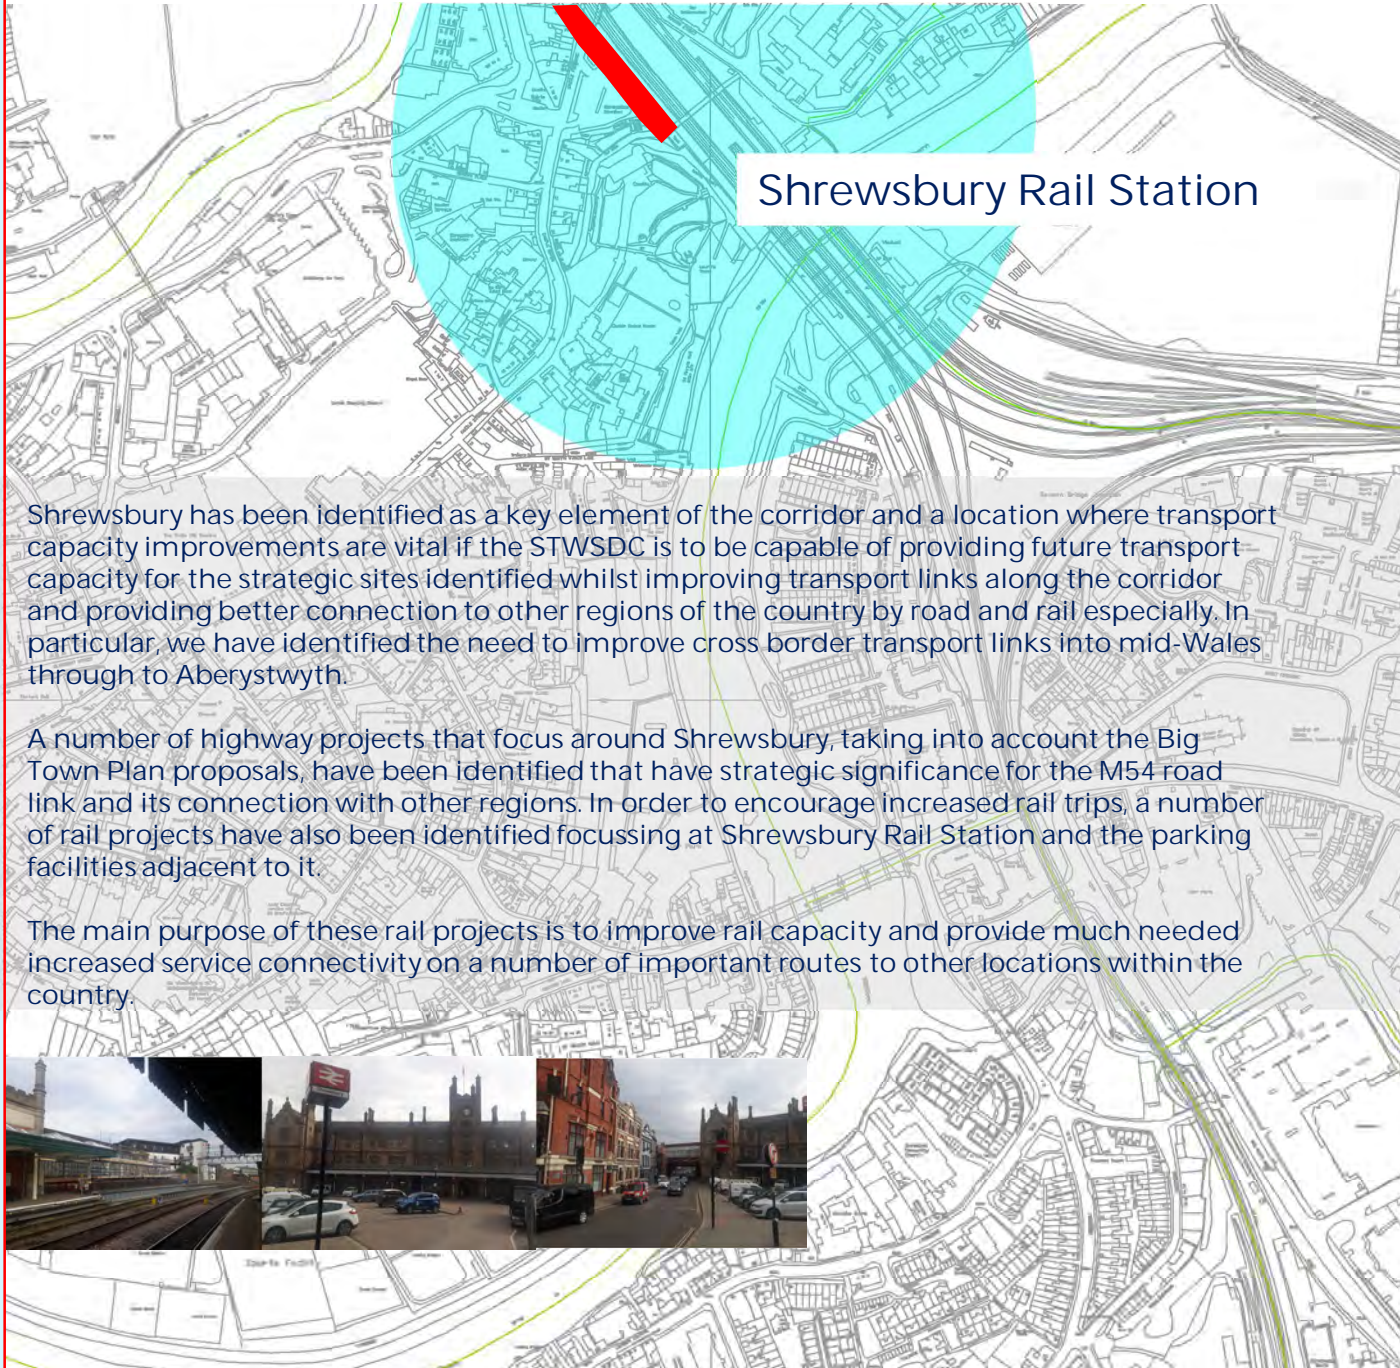 Shrewsbury Rail Station
Shrewsbury has been identified as a key element of the corridor and a location where transport
capacity improvements are vital if the STWSDC is to be capable of providing future transport
capacity for the strategic sites identified whilst improving transport links along the corridor
and providing better connection to other regions of the country by road and rail especially. In
particular, we have identified the need to improve cross border transport links into mid-Wales
through to Aberystwyth.
A number of highway projects that focus around Shrewsbury, taking into account the Big
Town Plan proposals, have been identified that have strategic significance for the M54 road
link and its connection with other regions. In order to encourage increased rail trips, a number
of rail projects have also been identified focussing at Shrewsbury Rail Station and the parking
facilities adjacent to it.
The main purpose of these rail projects is to improve rail capacity and provide much needed
increased service connectivity on a number of important routes to other locations within the
country.